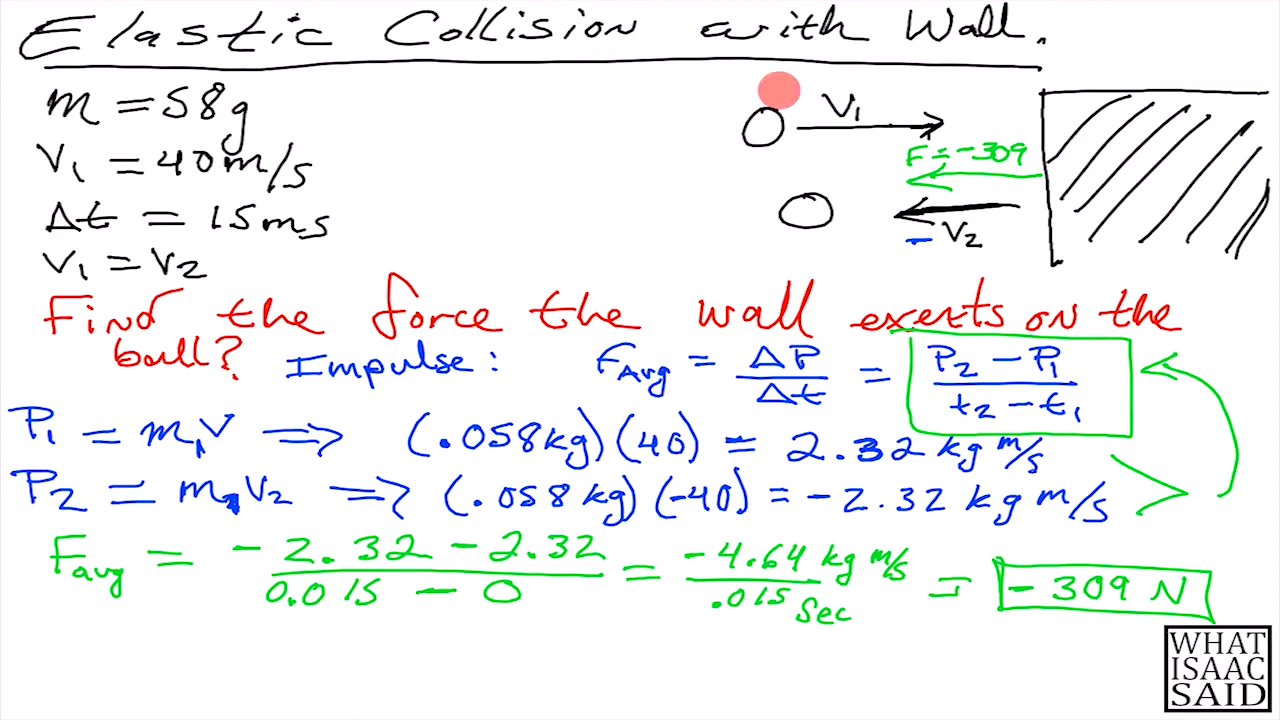 Elastic Collision with Wall.
m = 58g
V₁ = 40m/s
Δt = 15ms
V₁ = V₂
V₁
F = -309
- V₂
Find the force the wall exerts on the
ball? Impulse: F_Avg = ΔP/Δt = (P₂ - P₁)/(t₂ - t₁)
P₁ = m₁V ⇒ (.058kg)(40) = 2.32 kg m/s
P₂ = m V₂ ⇒ (.058kg)(-40) = -2.32 kg m/s
F_avg = (-2.32 - 2.32)/(0.015 - 0) = (-4.64 kg m/s)/(.015 Sec) = -309 N
WHAT
ISAAC
SAID